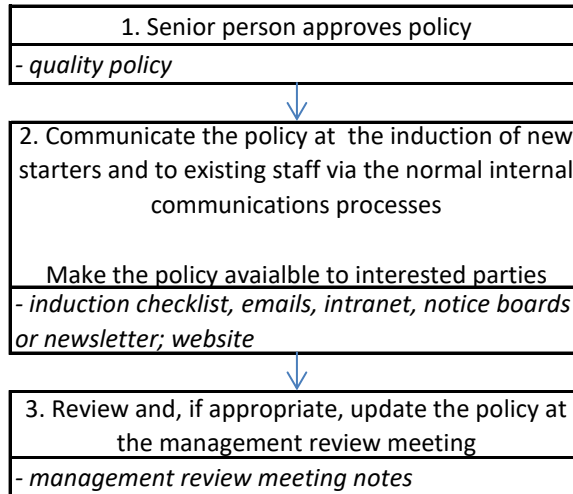 1. Senior person approves policy
- quality policy
2. Communicate the policy at  the induction of new
starters and to existing staff via the normal internal
communications processes
Make the policy avaialble to interested parties
- induction checklist, emails, intranet, notice boards
or newsletter; website
3. Review and, if appropriate, update the policy at
the management review meeting
- management review meeting notes